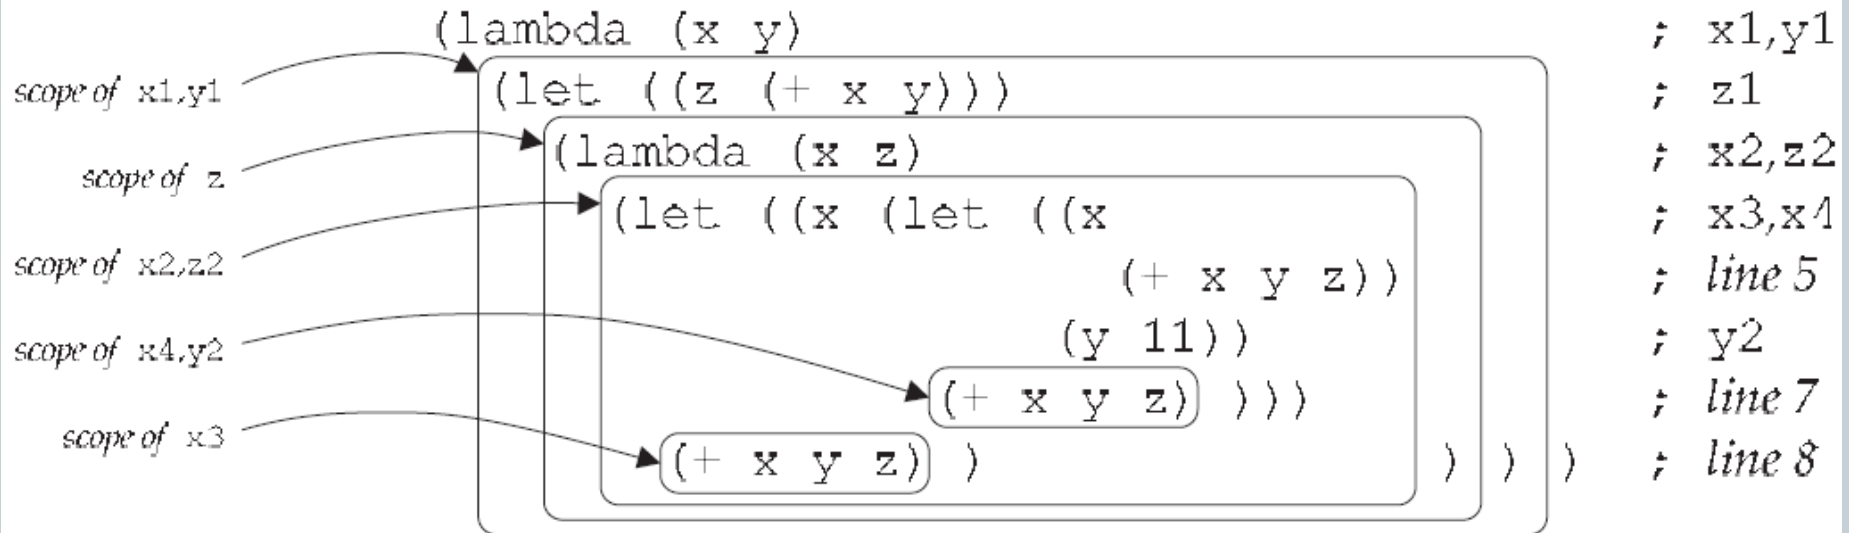 (lambda (x y) ; x1,y1
scope of x1,y1 (let ((z (+ x y))) ; z1
scope of z (lambda (x z) ; x2,z2
scope of x2,z2 (let ((x (let ((x ; x3,x4
(+ x y z)) ; line 5
scope of x4,y2 (y 11)) ; y2
(+ x y z) ))) ; line 7
scope of x3 (+ x y z) ) ) ) ) ; line 8